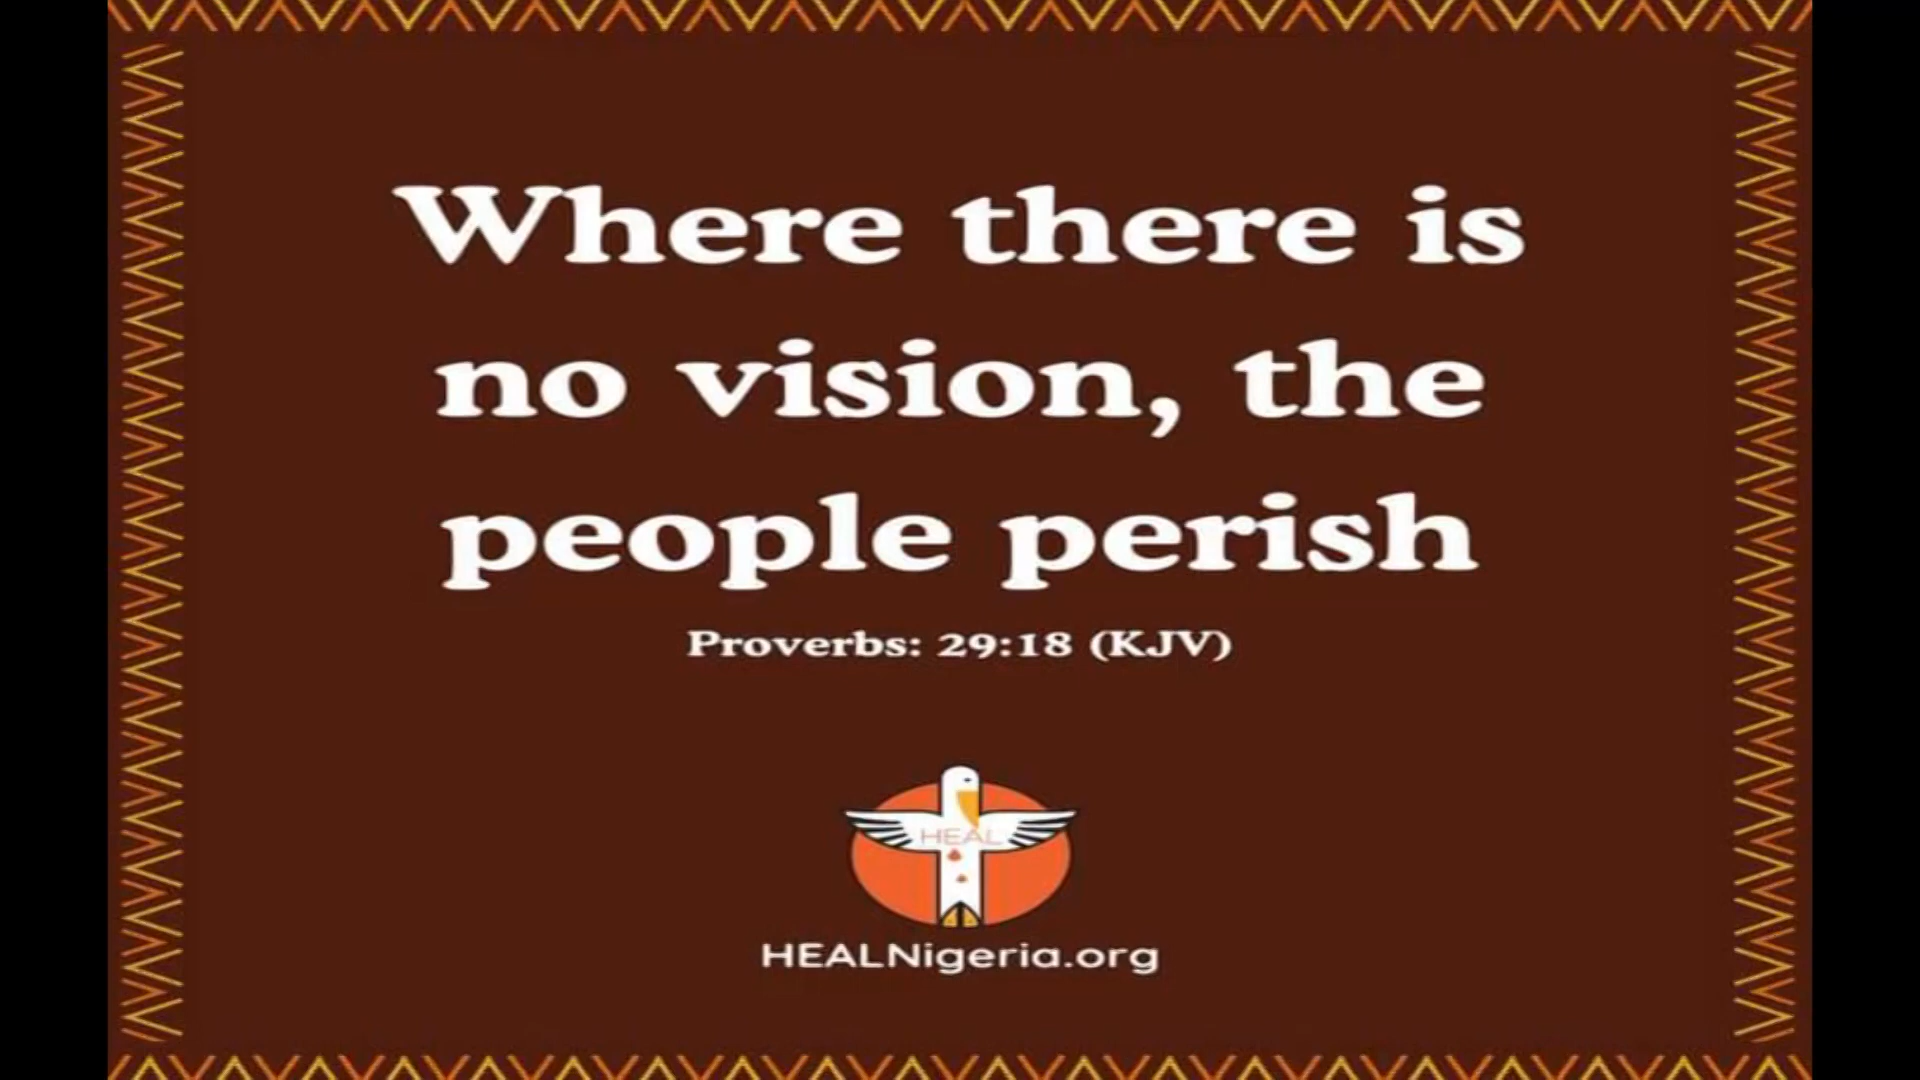 Where there is
no vision, the
people perish
Proverbs: 29:18 (KJV)
HEAL
HEALNigeria.org